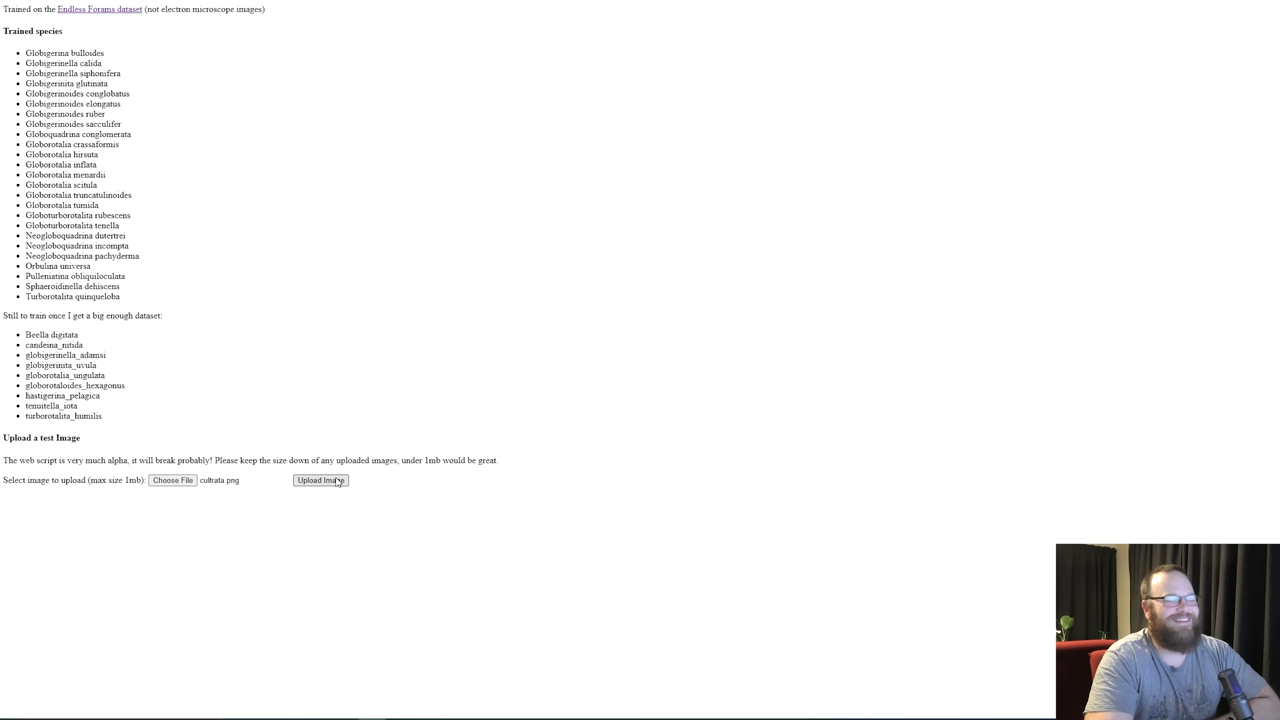 Trained on the Endless Forams dataset (not electron microscope images)
Trained species
Globigerina bulloides
Globigerinella calida
Globigerinella siphonifera
Globigerinita glutinata
Globigerinoides conglobatus
Globigerinoides elongatus
Globigerinoides ruber
Globigerinoides sacculifer
Globoquadrina conglomerata
Globorotalia crassaformis
Globorotalia hirsuta
Globorotalia inflata
Globorotalia menardii
Globorotalia scitula
Globorotalia truncatulinoides
Globorotalia tumida
Globoturborotalita rubescens
Globoturborotalita tenella
Neogloboquadrina dutertrei
Neogloboquadrina incompta
Neogloboquadrina pachyderma
Orbulina universa
Pulleniatina obliquiloculata
Sphaeroidinella dehiscens
Turborotalita quinqueloba
Still to train once I get a big enough dataset:
Beella digitata
candeina_nitida
globigerinella_adamsi
globigerinita_uvula
globorotalia_ungulata
globorotaloides_hexagonus
hastigerina_pelagica
tenuitella_iota
turborotalita_humilis
Upload a test Image
The web script is very much alpha, it will break probably! Please keep the size down of any uploaded images, under 1mb would be great.
Select image to upload (max size 1mb): Choose File cultrata.png Upload Image